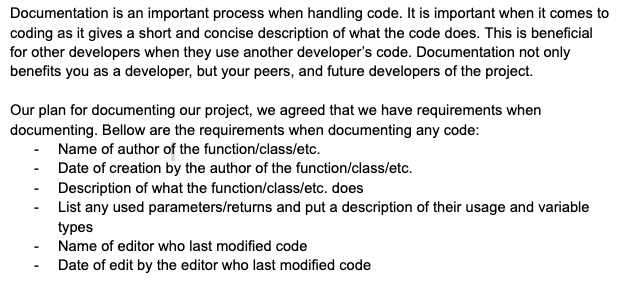 Documentation is an important process when handling code. It is important when it comes to
coding as it gives a short and concise description of what the code does. This is beneficial
for other developers when they use another developer's code. Documentation not only
benefits you as a developer, but your peers, and future developers of the project.
Our plan for documenting our project, we agreed that we have requirements when
documenting. Bellow are the requirements when documenting any code:
- Name of author of the function/class/etc.
- Date of creation by the author of the function/class/etc.
- Description of what the function/class/etc. does
- List any used parameters/returns and put a description of their usage and variable
types
- Name of editor who last modified code
- Date of edit by the editor who last modified code